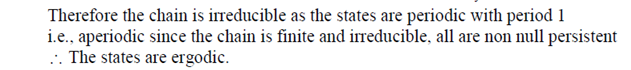 Therefore the chain is irreducible as the states are periodic with period 1
i.e., aperiodic since the chain is finite and irreducible, all are non null persistent
∴ The states are ergodic.